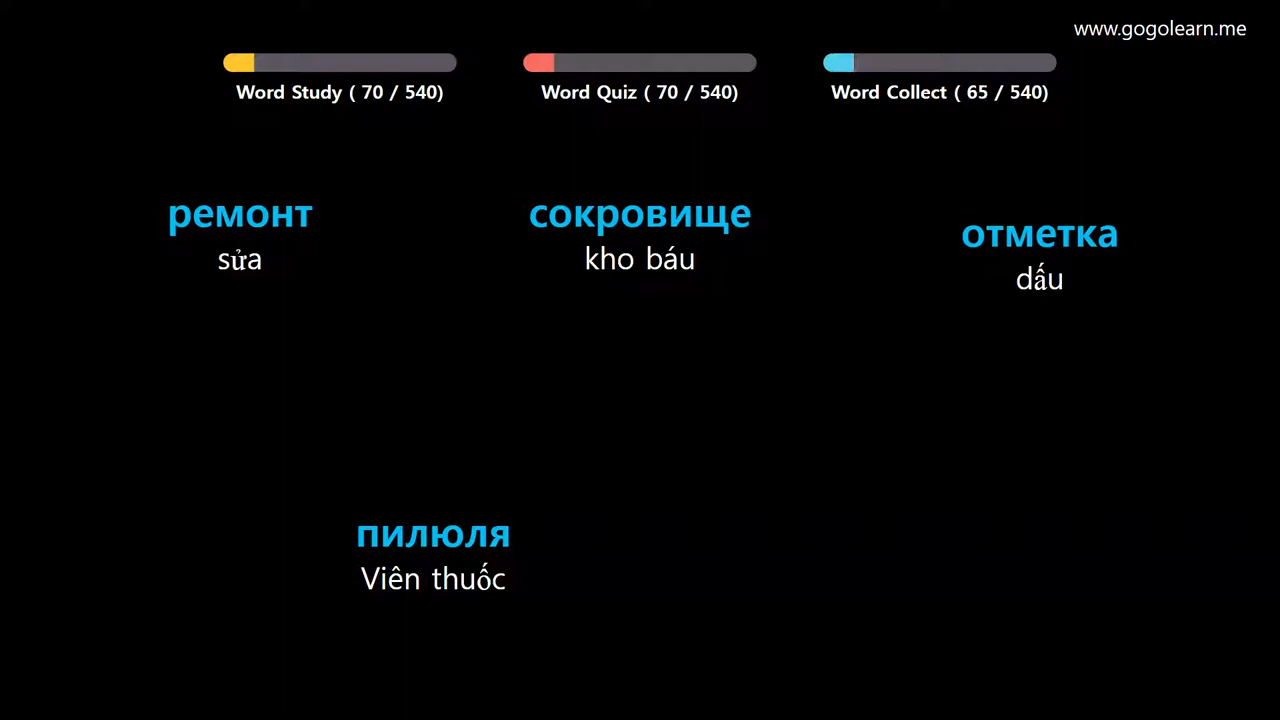 www.gogolearn.me
Word Study ( 70 / 540)
Word Quiz ( 70 / 540)
Word Collect ( 65 / 540)
ремонт
sửa
сокровище
kho báu
отметка
dấu
пилюля
Viên thuốc